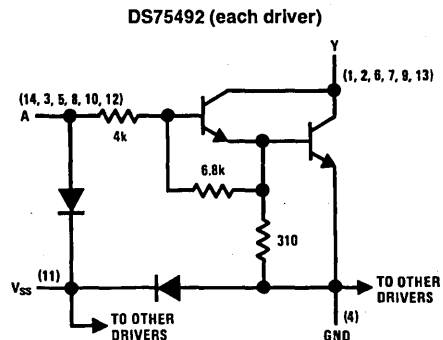 DS75492 (each driver)
Y
(1, 2, 6, 7, 9, 13)
(14, 3, 5, 8, 10, 12)
A
4k
6.8k
310
(11)
VSS
TO OTHER
DRIVERS
TO OTHER
DRIVERS
(4)
GND